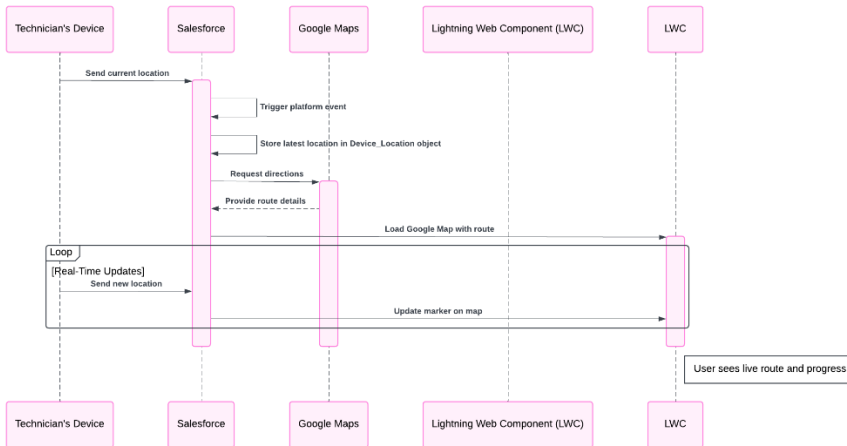 Technician's Device
Salesforce
Google Maps
Lightning Web Component (LWC)
LWC
Send current location
Trigger platform event
Store latest location in Device_Location object
Request directions
Provide route details
Load Google Map with route
Loop
[Real-Time Updates]
Send new location
Update marker on map
User sees live route and progress
Technician's Device
Salesforce
Google Maps
Lightning Web Component (LWC)
LWC